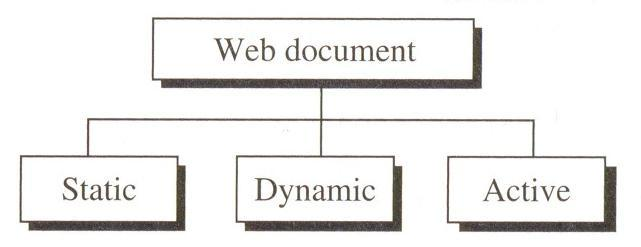 Web document
Static
Dynamic
Active